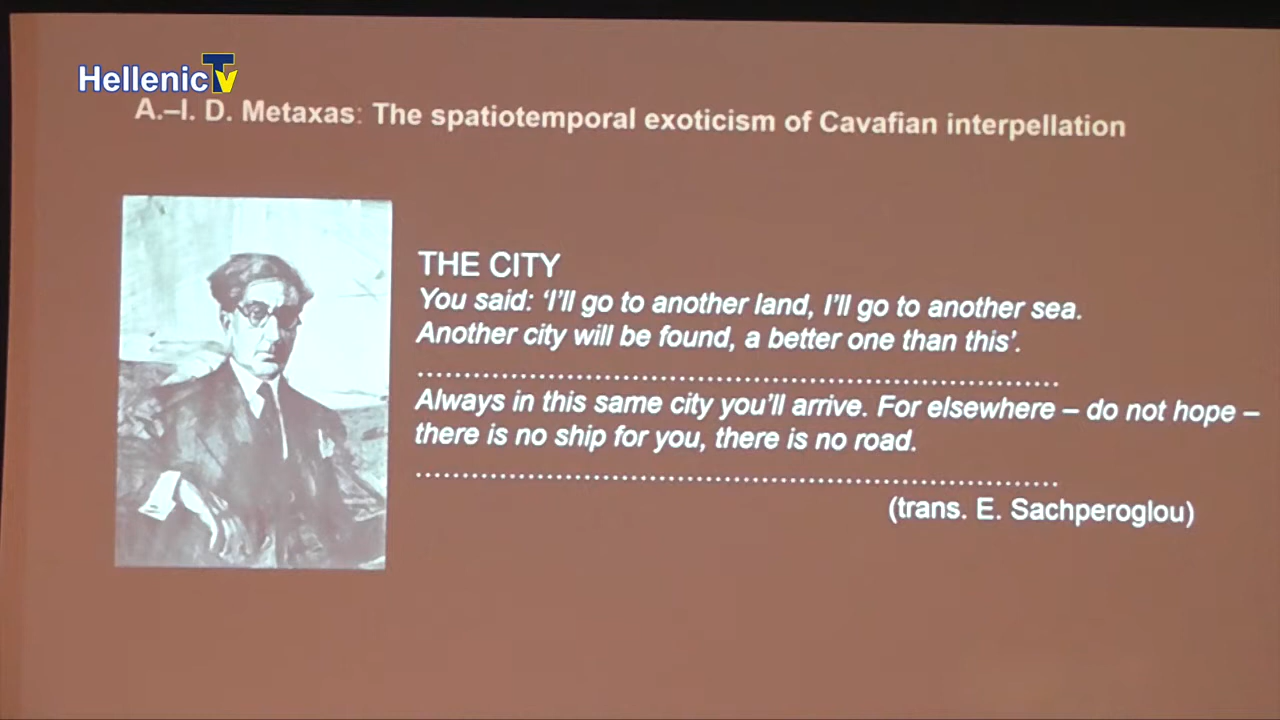 HellenicTv
A.–I. D. Metaxas: The spatiotemporal exoticism of Cavafian interpellation
THE CITY
You said: ‘I’ll go to another land, I’ll go to another sea.
Another city will be found, a better one than this’.
......................................................................
Always in this same city you’ll arrive. For elsewhere – do not hope –
there is no ship for you, there is no road.
......................................................................
(trans. E. Sachperoglou)